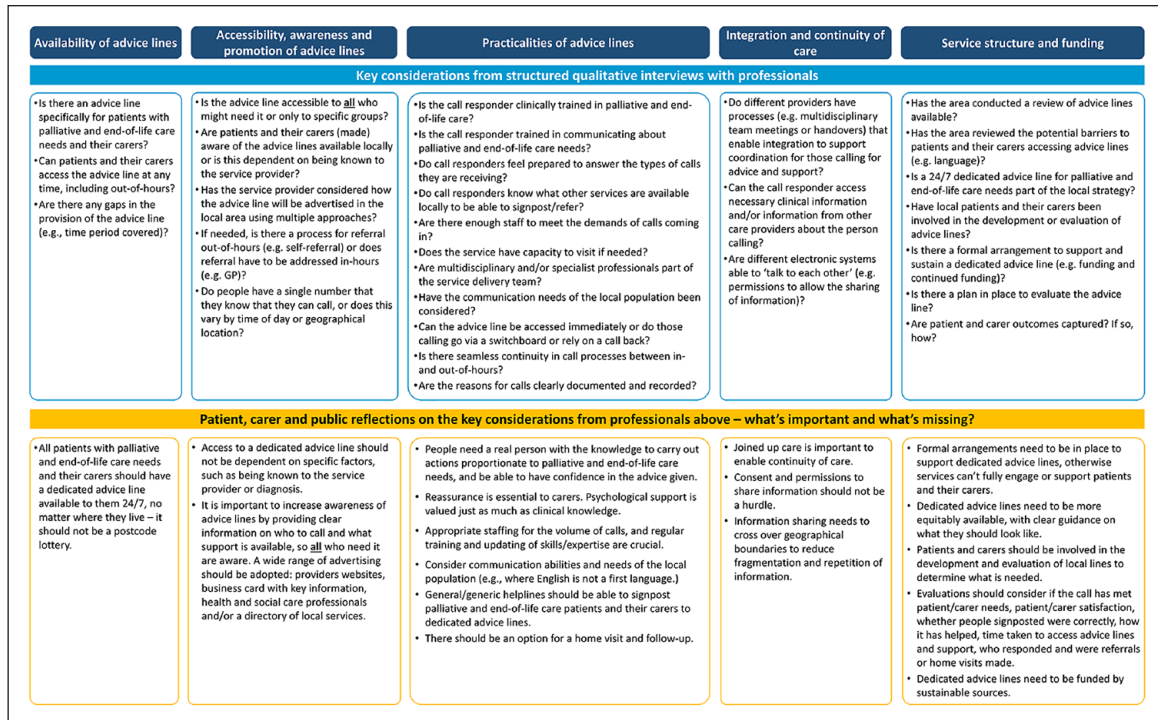 Availability of advice lines
Accessibility, awareness and
promotion of advice lines
Practicalities of advice lines
Integration and continuity of
care
Service structure and funding
Key considerations from structured qualitative interviews with professionals
•Is there an advice line
specifically for patients with
palliative and end-of-life care
needs and their carers?
•Can patients and their carers
access the advice line at any
time, including out-of-hours?
•Are there any gaps in the
provision of the advice line
(e.g., time period covered)?
•Is the advice line accessible to all who
might need it or only to specific groups?
•Are patients and their carers (made)
aware of the advice lines available locally
or is this dependent on being known to
the service provider?
•Has the service provider considered how
the advice line will be advertised in the
local area using multiple approaches?
•If needed, is there a process for referral
out-of-hours (e.g. self-referral) or does
referral have to be addressed in-hours
(e.g. GP)?
•Do people have a single number that
they know that they can call, or does this
vary by time of day or geographical
location?
•Is the call responder clinically trained in palliative and end-
of-life care?
•Is the call responder trained in communicating about
palliative and end-of-life care needs?
•Do call responders feel prepared to answer the types of calls
they are receiving?
•Do call responders know what other services are available
locally to be able to signpost/refer?
•Are there enough staff to meet the demands of calls coming
in?
•Does the service have capacity to visit if needed?
•Are multidisciplinary and/or specialist professionals part of
the service delivery team?
•Have the communication needs of the local population been
considered?
•Can the advice line be accessed immediately or do those
calling go via a switchboard or rely on a call back?
•Is there seamless continuity in call processes between in-
and out-of-hours?
•Are the reasons for calls clearly documented and recorded?
•Do different providers have
processes (e.g. multidisciplinary
team meetings or handovers) that
enable integration to support
coordination for those calling for
advice and support?
•Can the call responder access
necessary clinical information
and/or information from other
care providers about the person
calling?
•Are different electronic systems
able to ‘talk to each other’ (e.g.
permissions to allow the sharing
of information)?
•Has the area conducted a review of advice lines
available?
•Has the area reviewed the potential barriers to
patients and their carers accessing advice lines
(e.g. language)?
•Is a 24/7 dedicated advice line for palliative and
end-of-life care needs part of the local strategy?
•Have local patients and their carers been
involved in the development or evaluation of
advice lines?
•Is there a formal arrangement to support and
sustain a dedicated advice line (e.g. funding and
continued funding)?
•Is there a plan in place to evaluate the advice
line?
•Are patient and carer outcomes captured? If so,
how?
Patient, carer and public reflections on the key considerations from professionals above – what’s important and what’s missing?
•All patients with palliative
and end-of-life care needs
and their carers should have
a dedicated advice line
available to them 24/7, no
matter where they live – it
should not be a postcode
lottery.
• Access to a dedicated advice line should
not be dependent on specific factors,
such as being known to the service
provider or diagnosis.
• It is important to increase awareness of
advice lines by providing clear
information on who to call and what
support is available, so all who need it
are aware. A wide range of advertising
should be adopted: providers websites,
business card with key information,
health and social care professionals
and/or a directory of local services.
• People need a real person with the knowledge to carry out
actions proportionate to palliative and end-of-life care
needs, and be able to have confidence in the advice given.
• Reassurance is essential to carers. Psychological support is
valued just as much as clinical knowledge.
• Appropriate staffing for the volume of calls, and regular
training and updating of skills/expertise are crucial.
• Consider communication abilities and needs of the local
population (e.g., where English is not a first language.)
• General/generic helplines should be able to signpost
palliative and end-of-life care patients and their carers to
dedicated advice lines.
• There should be an option for a home visit and follow-up.
• Joined up care is important to
enable continuity of care.
• Consent and permissions to
share information should not be
a hurdle.
• Information sharing needs to
cross over geographical
boundaries to reduce
fragmentation and repetition of
information.
• Formal arrangements need to be in place to
support dedicated advice lines, otherwise
services can’t fully engage or support patients
and their carers.
• Dedicated advice lines need to be more
equitably available, with clear guidance on
what they should look like.
• Patients and carers should be involved in the
development and evaluation of local lines to
determine what is needed.
• Evaluations should consider if the call has met
patient/carer needs, patient/carer satisfaction,
whether people signposted were correctly, how
it has helped, time taken to access advice lines
and support, who responded and were referrals
or home visits made.
• Dedicated advice lines need to be funded by
sustainable sources.